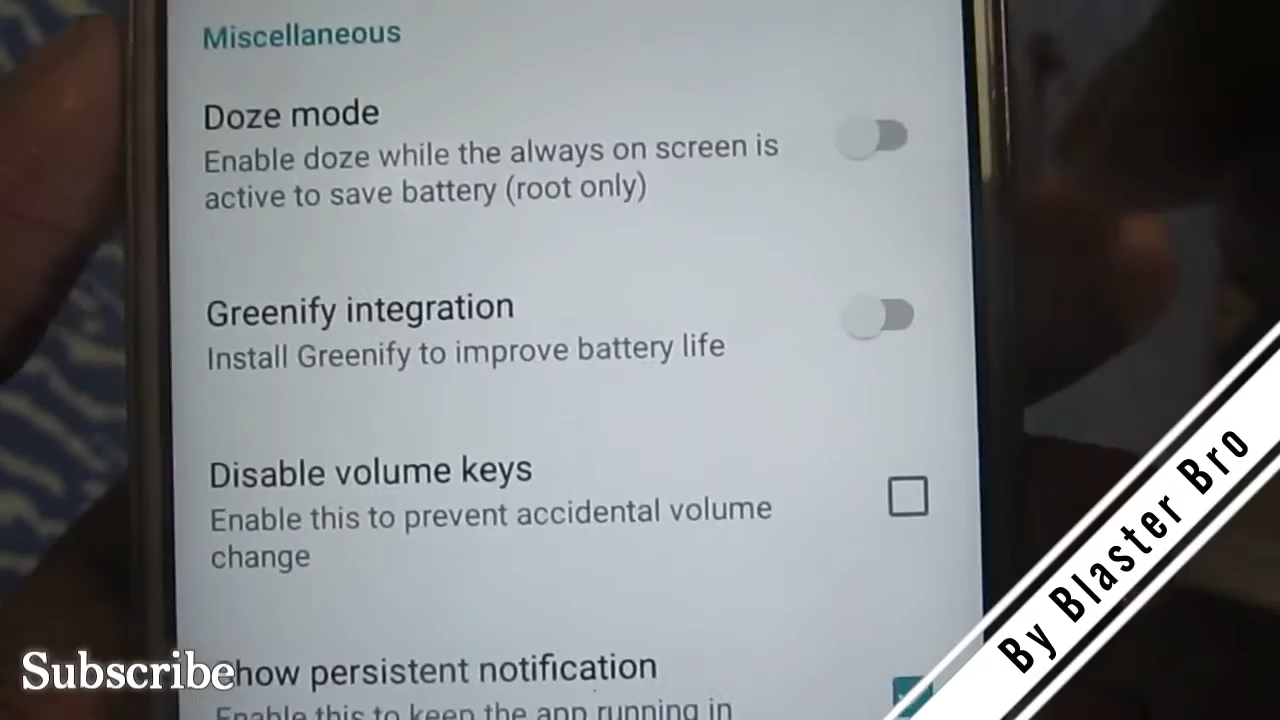 Miscellaneous
Doze mode
Enable doze while the always on screen is
active to save battery (root only)
Greenify integration
Install Greenify to improve battery life
Disable volume keys
Enable this to prevent accidental volume
change
Show persistent notification
Enable this to keep the app running in
Subscribe
By Blaster Bro